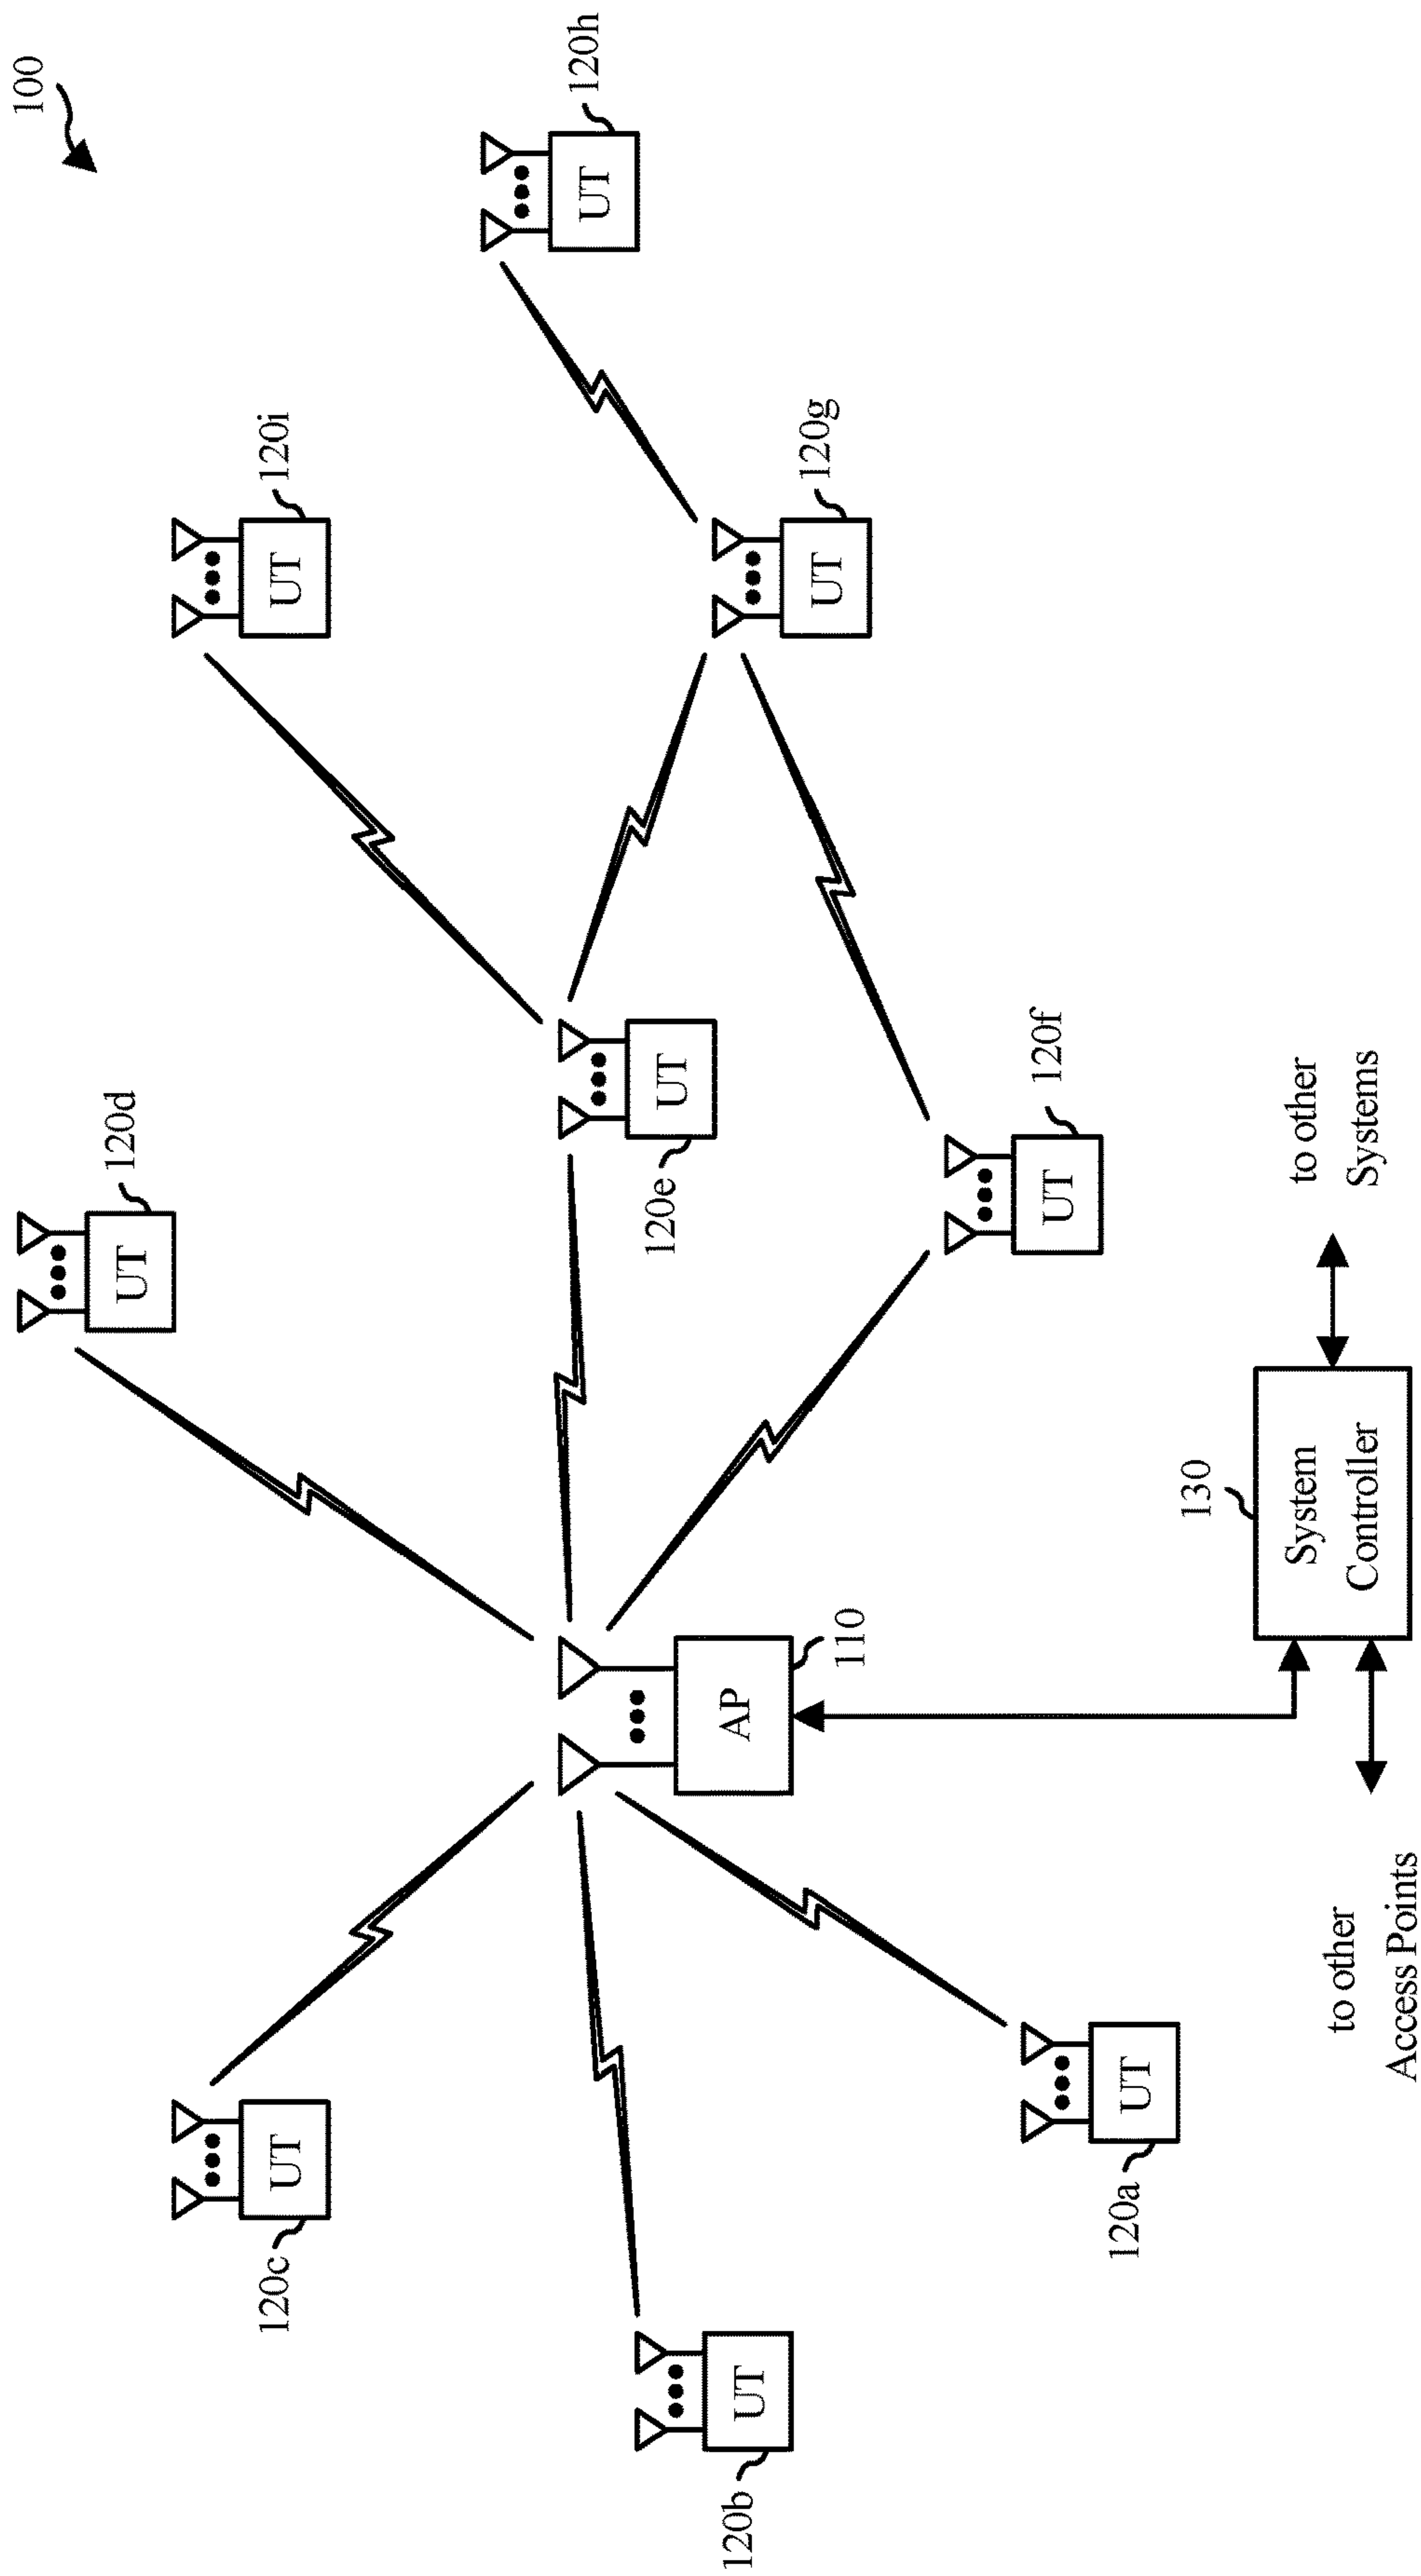 100
120d
UT
120c
UT
120i
UT
120h
UT
120b
UT
AP
110
120e
UT
120g
UT
120a
UT
120f
UT
130
System
Controller
to other
Access Points
to other
Systems